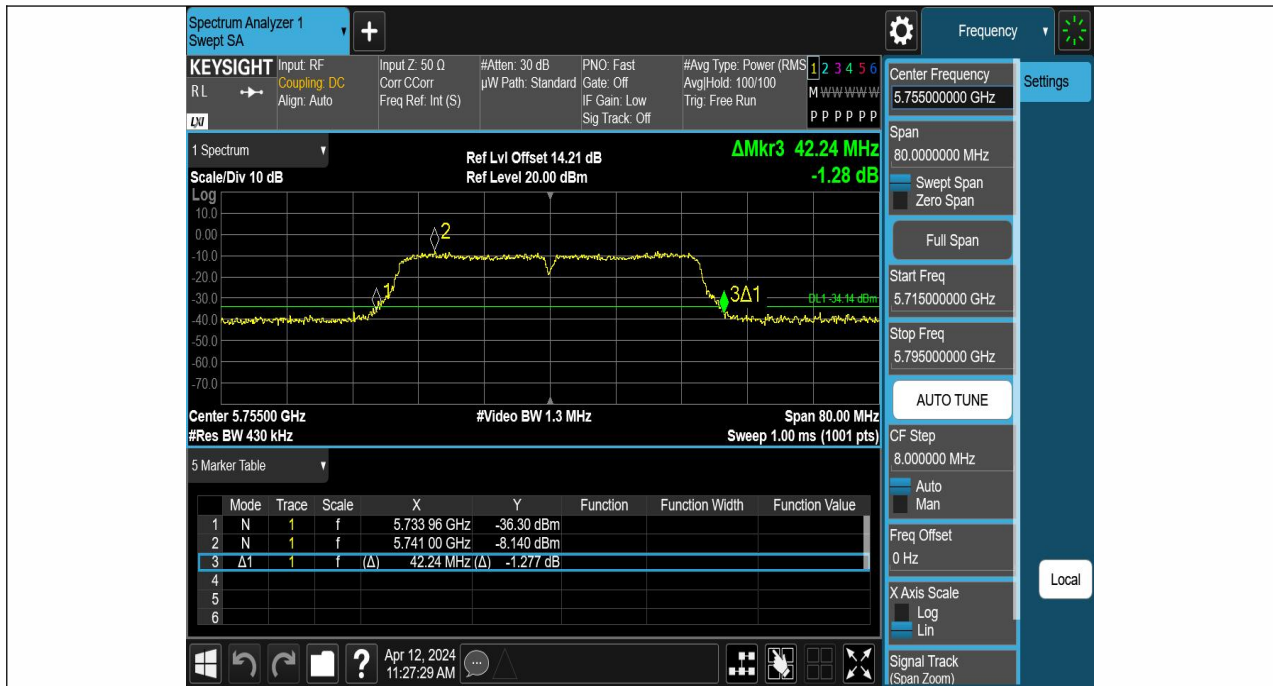 Spectrum Analyzer 1
Swept SA
+
Frequency
KEYSIGHT
RL
LXI
Input: RF
Coupling: DC
Align: Auto
Input Z: 50 Ω
Corr CCorr
Freq Ref: Int (S)
#Atten: 30 dB
µW Path: Standard
PNO: Fast
Gate: Off
IF Gain: Low
Sig Track: Off
#Avg Type: Power (RMS
Avg|Hold: 100/100
Trig: Free Run
1 2 3 4 5 6
M W W W W W
P P P P P P
1 Spectrum
Scale/Div 10 dB
Ref Lvl Offset 14.21 dB
Ref Level 20.00 dBm
ΔMkr3 42.24 MHz
-1.28 dB
Log
10.0
0.00
-10.0
-20.0
-30.0
-40.0
-50.0
-60.0
-70.0
2
1
3Δ1
DL1 -34.14 dBm
Center 5.75500 GHz
#Video BW 1.3 MHz
Span 80.00 MHz
#Res BW 430 kHz
Sweep 1.00 ms (1001 pts)
5 Marker Table
Mode Trace Scale X Y Function Function Width Function Value
1 N 1 f 5.733 96 GHz -36.30 dBm
2 N 1 f 5.741 00 GHz -8.140 dBm
3 Δ1 1 f (Δ) 42.24 MHz (Δ) -1.277 dB
4
5
6
?
Apr 12, 2024
11:27:29 AM
Center Frequency
5.755000000 GHz
Settings
Span
80.0000000 MHz
Swept Span
Zero Span
Full Span
Start Freq
5.715000000 GHz
Stop Freq
5.795000000 GHz
AUTO TUNE
CF Step
8.000000 MHz
Auto
Man
Freq Offset
0 Hz
Local
X Axis Scale
Log
Lin
Signal Track
(Span Zoom)